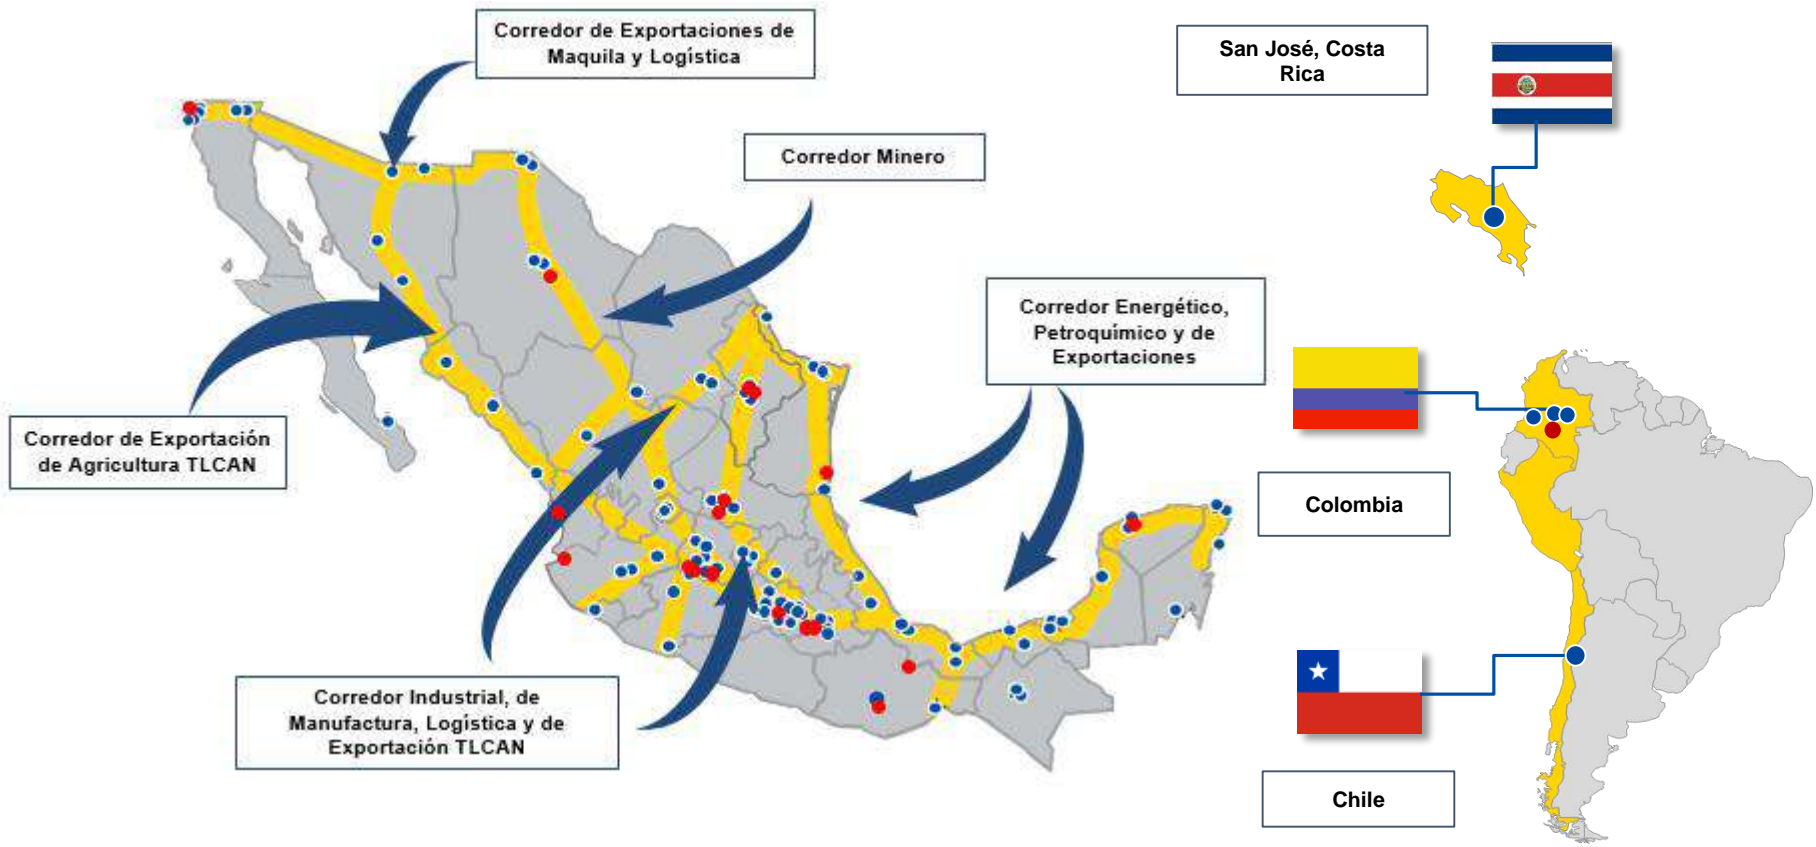 Corredor de Exportaciones de
Maquila y Logística
San José, Costa
Rica
Corredor Minero
Corredor Energético,
Petroquímico y de
Exportaciones
Corredor de Exportación
de Agricultura TLCAN
Colombia
Corredor Industrial, de
Manufactura, Logística y de
Exportación TLCAN
Chile